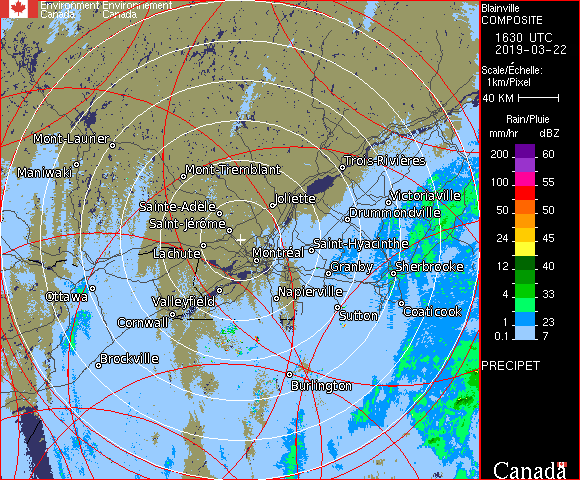 Environment Environnement
Canada Canada
Blainville
COMPOSITE
1630 UTC
2019-03-22
Scale/Échelle:
1km/Pixel
40 KM
Rain/Pluie
mm/hr dBZ
200 60
150 57
100 55
50 50
24 45
12 40
4 33
1 23
0.1 7
PRECIPET
Canada
Mont-Laurier
Maniwaki
Mont-Tremblant
Trois-Rivières
Joliette
Victoriaville
Sainte-Adèle
Drummondville
Saint-Jérôme
Saint-Hyacinthe
Lachute
Montréal
Granby
Sherbrooke
Ottawa
Valleyfield
Napierville
Cornwall
Sutton
Coaticook
Brockville
Burlington